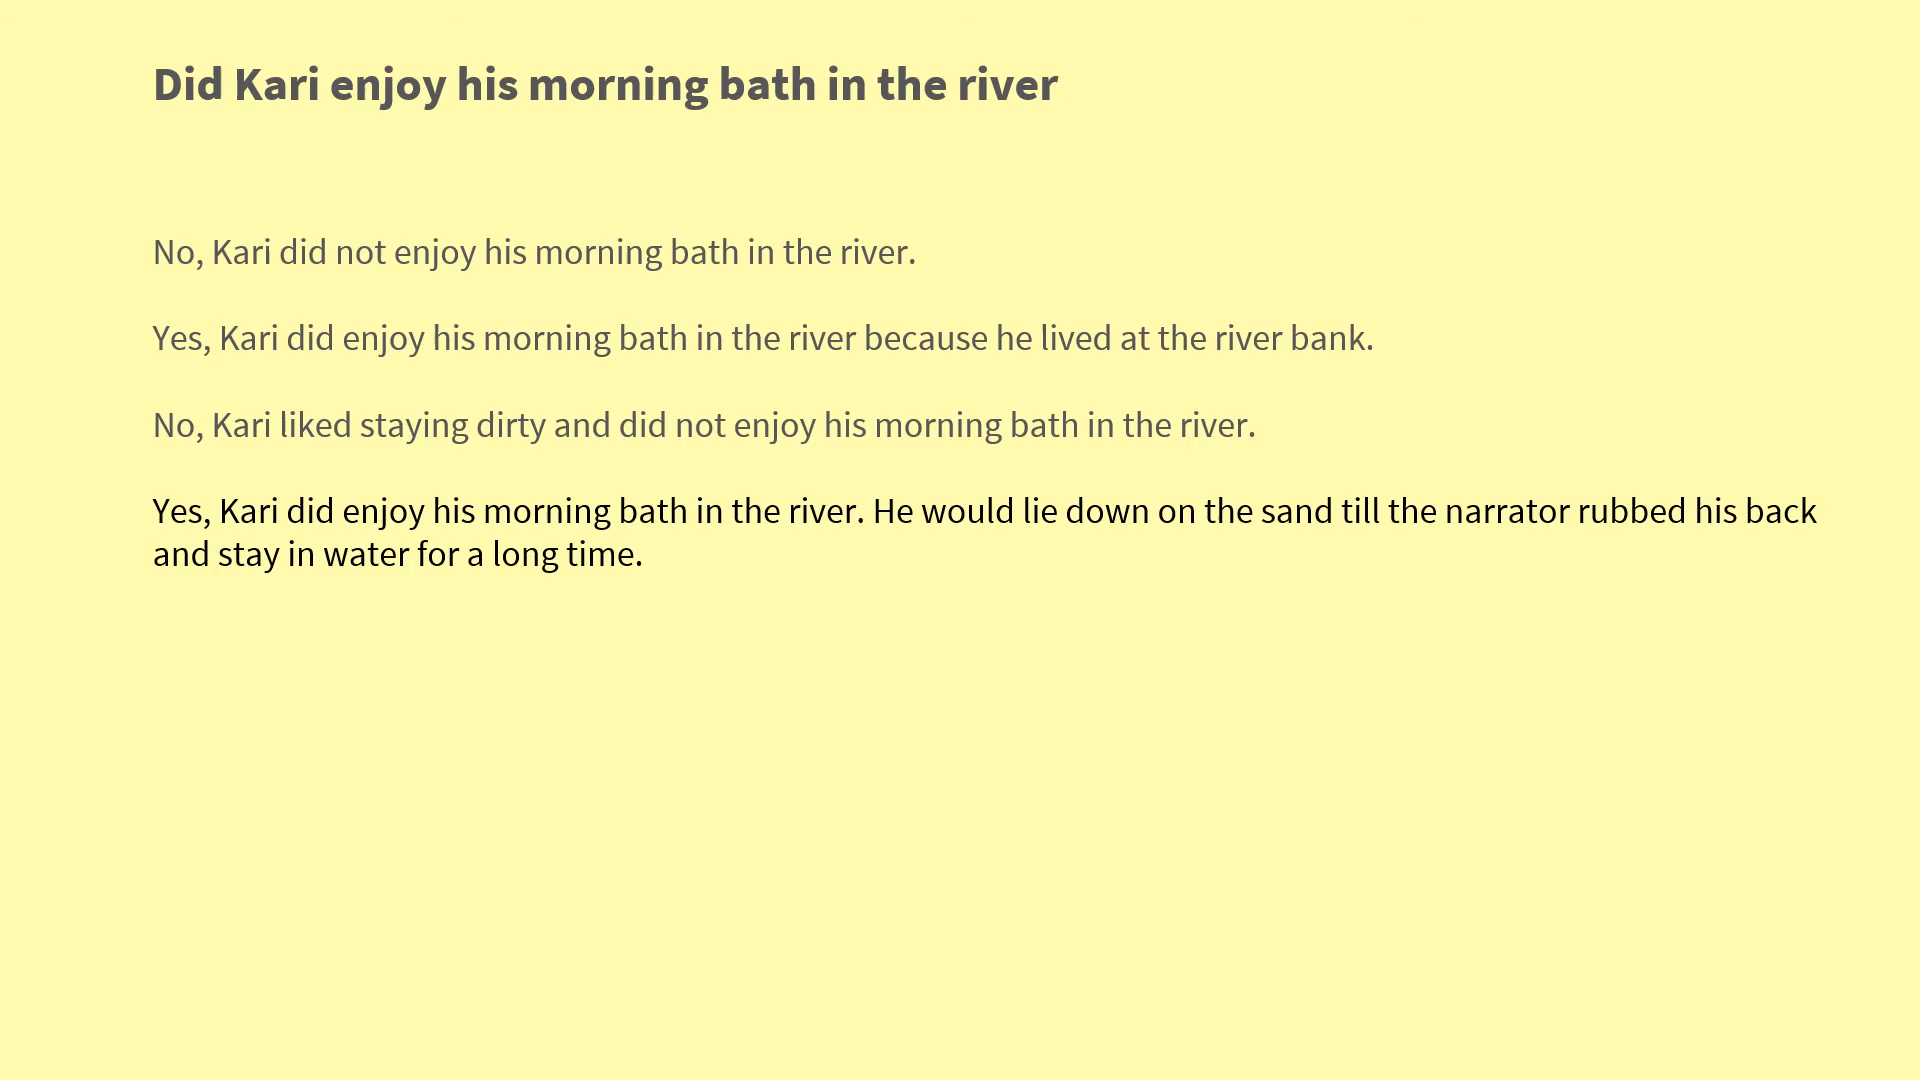 Did Kari enjoy his morning bath in the river
No, Kari did not enjoy his morning bath in the river.
Yes, Kari did enjoy his morning bath in the river because he lived at the river bank.
No, Kari liked staying dirty and did not enjoy his morning bath in the river.
Yes, Kari did enjoy his morning bath in the river. He would lie down on the sand till the narrator rubbed his back
and stay in water for a long time.